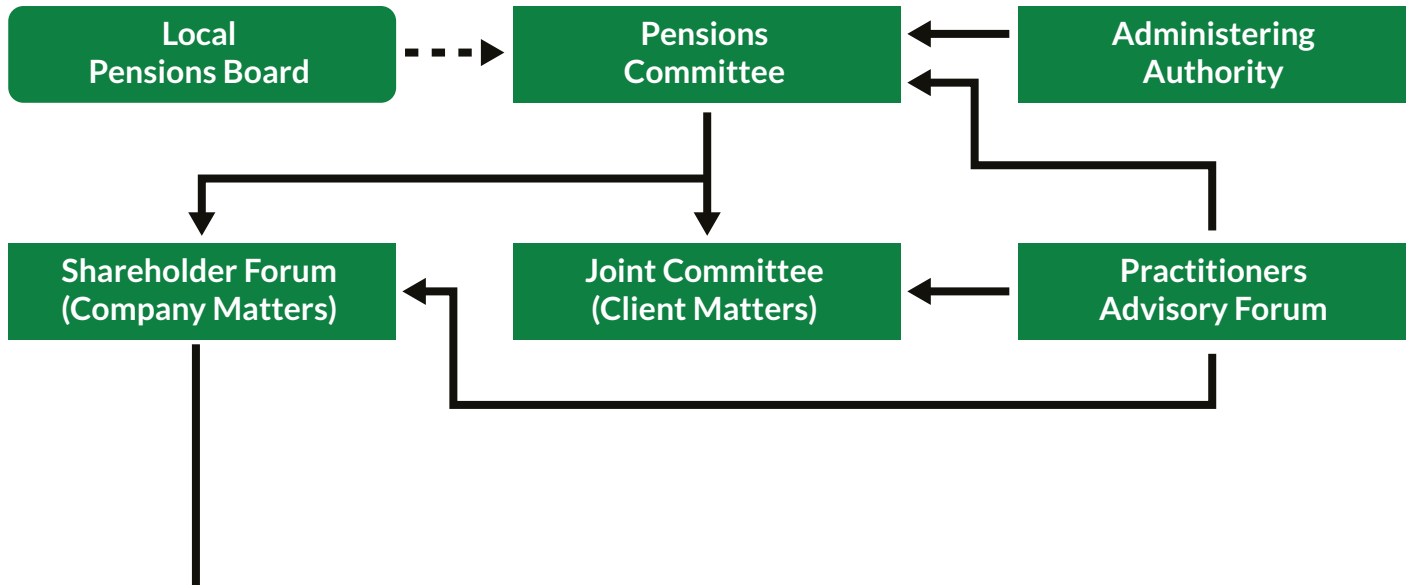 Local
Pensions Board
Pensions
Committee
Administering
Authority
Shareholder Forum
(Company Matters)
Joint Committee
(Client Matters)
Practitioners
Advisory Forum